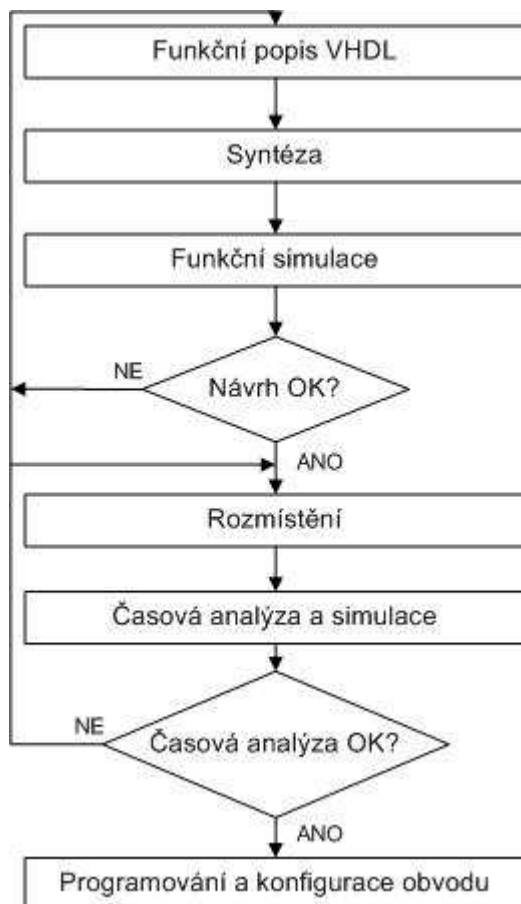 Funkční popis VHDL
Syntéza
Funkční simulace
NE
Návrh OK?
ANO
Rozmístění
Časová analýza a simulace
NE
Časová analýza OK?
ANO
Programování a konfigurace obvodu